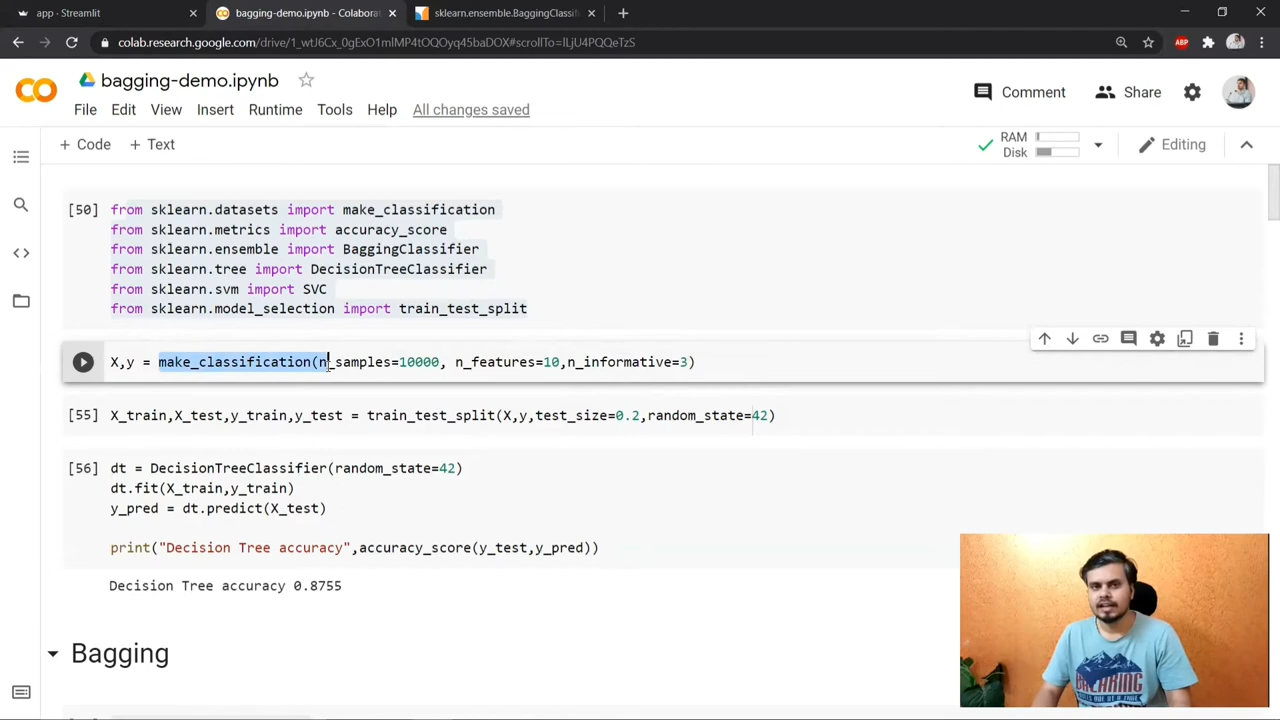 app · Streamlit
bagging-demo.ipynb - Colaborat
sklearn.ensemble.BaggingClassifi
colab.research.google.com/drive/1_wtJ6Cx_0gExO1mlMP4tOQOyq45baDOX#scrollTo=ILjU4PQQeTzS
ABP
bagging-demo.ipynb
File Edit View Insert Runtime Tools Help All changes saved
Comment Share
+ Code + Text
RAM
Disk
Editing
[50] from sklearn.datasets import make_classification
from sklearn.metrics import accuracy_score
from sklearn.ensemble import BaggingClassifier
from sklearn.tree import DecisionTreeClassifier
from sklearn.svm import SVC
from sklearn.model_selection import train_test_split
X,y = make_classification(n_samples=10000, n_features=10,n_informative=3)
[55] X_train,X_test,y_train,y_test = train_test_split(X,y,test_size=0.2,random_state=42)
[56] dt = DecisionTreeClassifier(random_state=42)
dt.fit(X_train,y_train)
y_pred = dt.predict(X_test)
print("Decision Tree accuracy",accuracy_score(y_test,y_pred))
Decision Tree accuracy 0.8755
Bagging